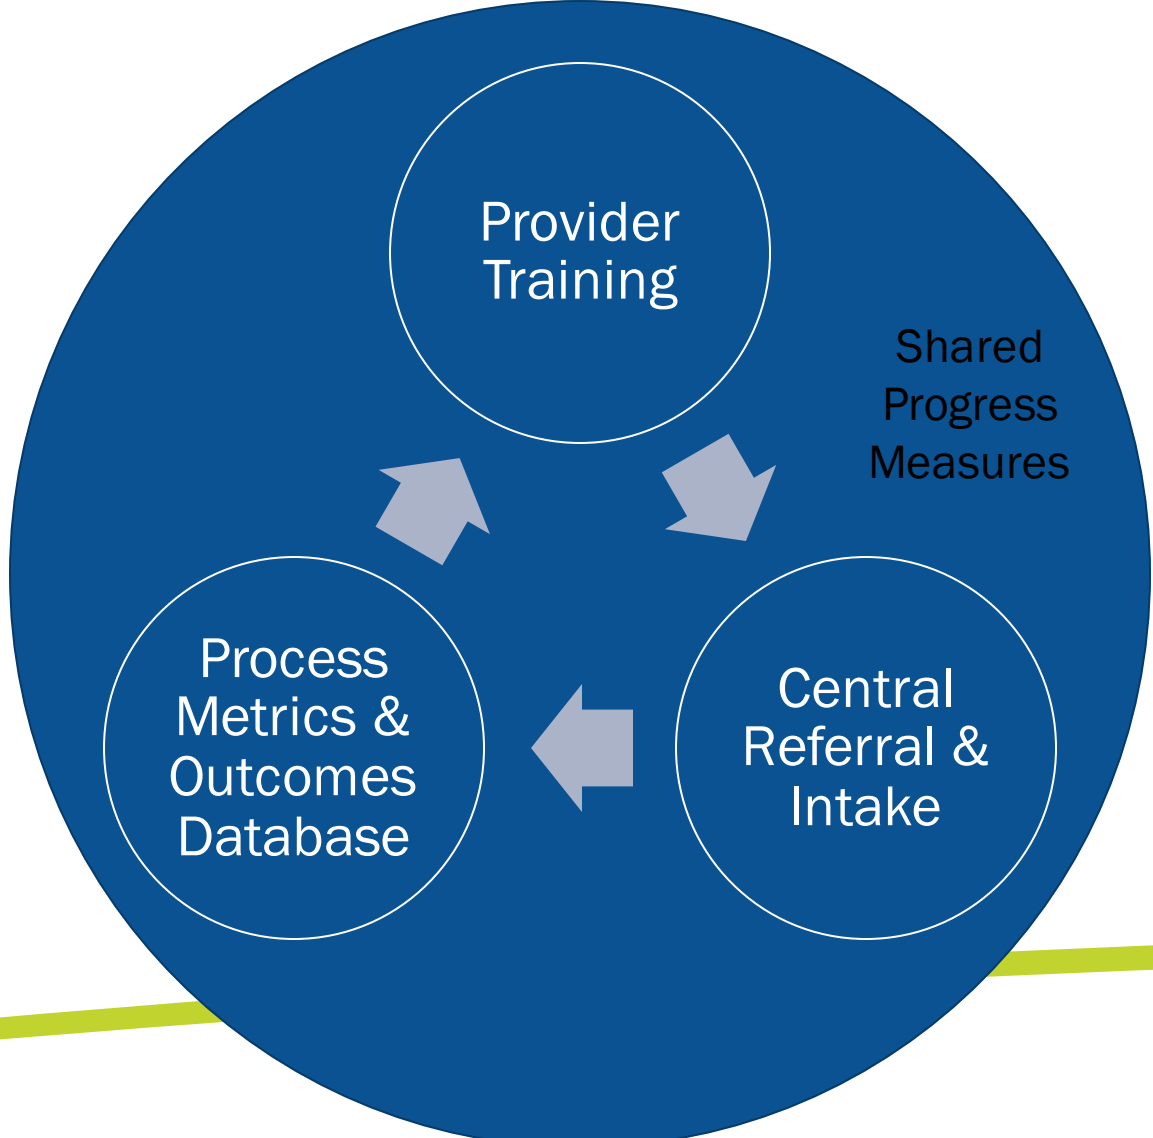 Provider
Training
Shared
Progress
Measures
Process
Metrics &
Outcomes
Database
Central
Referral &
Intake